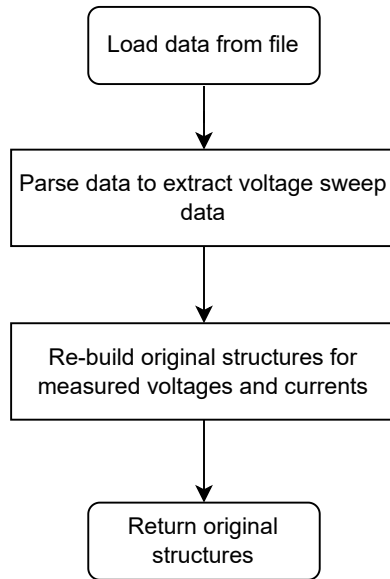 Load data from file
Parse data to extract voltage sweep
data
Re-build original structures for
measured voltages and currents
Return original
structures